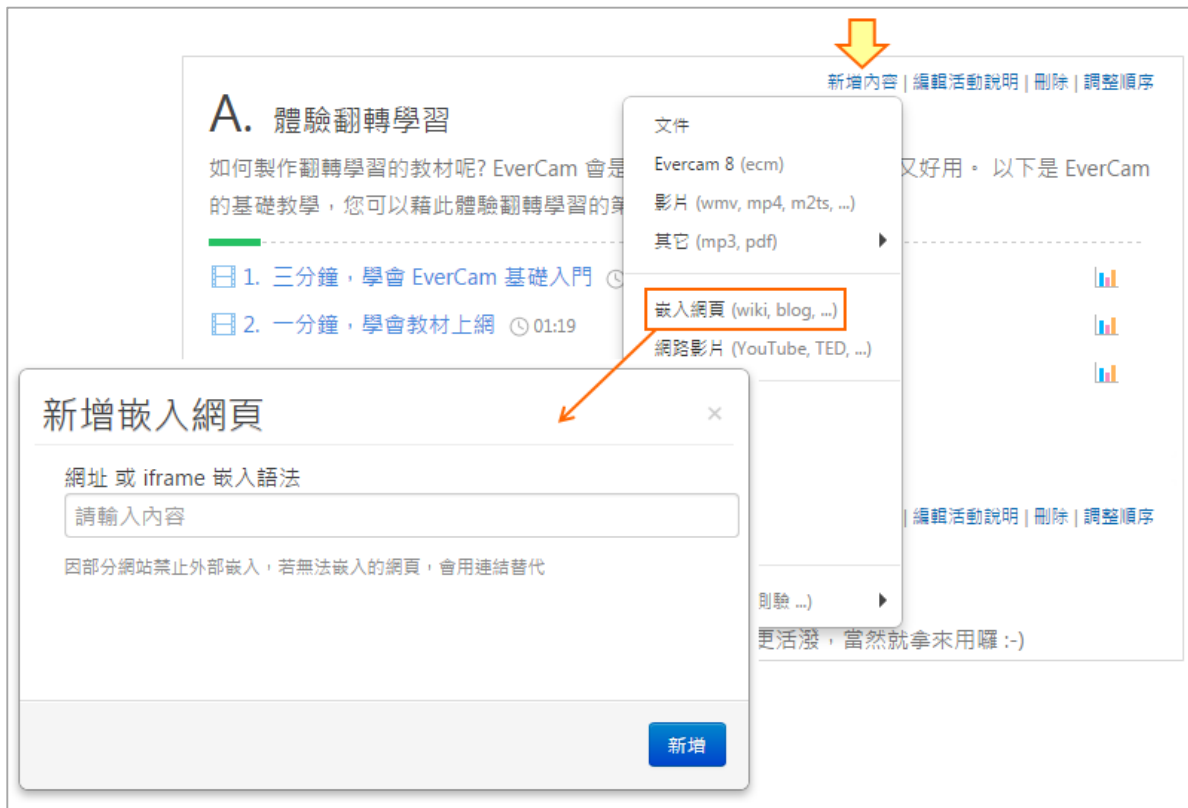 新增內容 | 編輯活動說明 | 刪除 | 調整順序
A. 體驗翻轉學習
如何製作翻轉學習的教材呢? EverCam 會是
又好用。 以下是 EverCam
的基礎教學，您可以藉此體驗翻轉學習的第
1. 三分鐘，學會 EverCam 基礎入門
2. 一分鐘，學會教材上網 01:19
文件
Evercam 8 (ecm)
影片 (wmv, mp4, m2ts, ...)
其它 (mp3, pdf)
嵌入網頁 (wiki, blog, ...)
網路影片 (YouTube, TED, ...)
新增嵌入網頁 ×
網址 或 iframe 嵌入語法
請輸入內容
因部分網站禁止外部嵌入，若無法嵌入的網頁，會用連結替代
新增
| 編輯活動說明 | 刪除 | 調整順序
測驗 ...)
更活潑，當然就拿來用囉 :-)